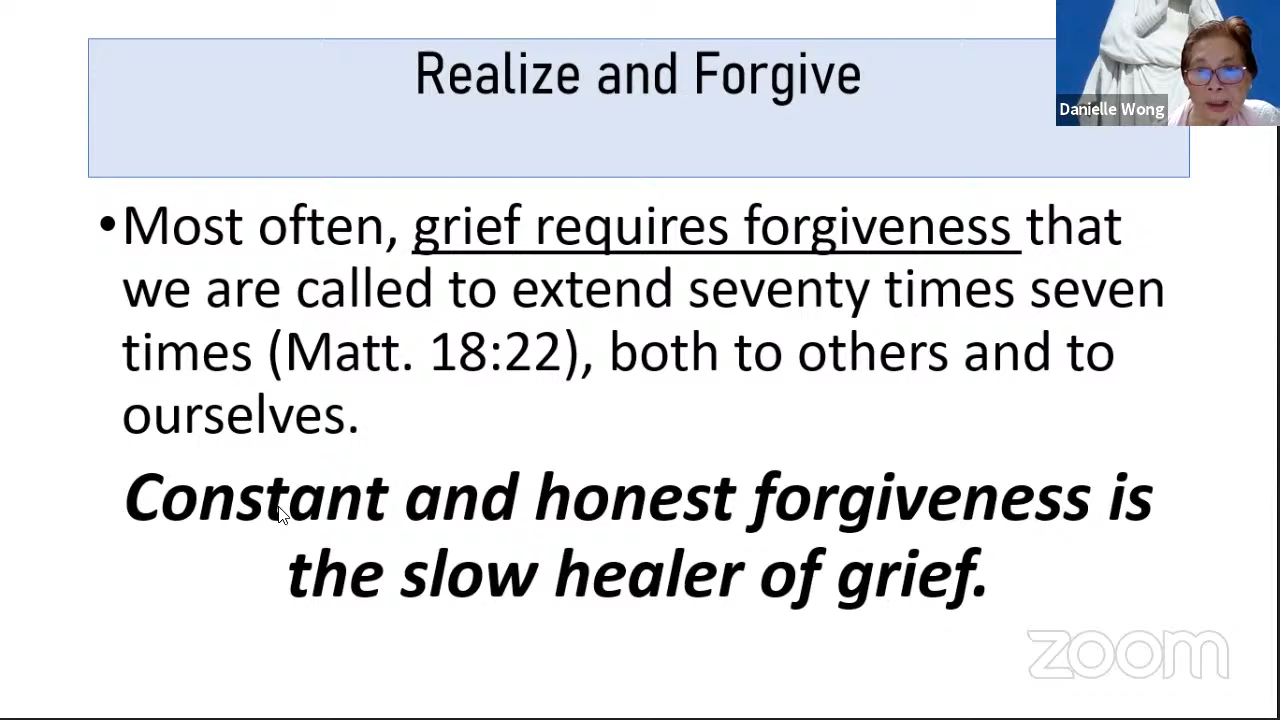 Realize and Forgive
Danielle Wong
•Most often, grief requires forgiveness that
we are called to extend seventy times seven
times (Matt. 18:22), both to others and to
ourselves.
Constant and honest forgiveness is
the slow healer of grief.
zoom